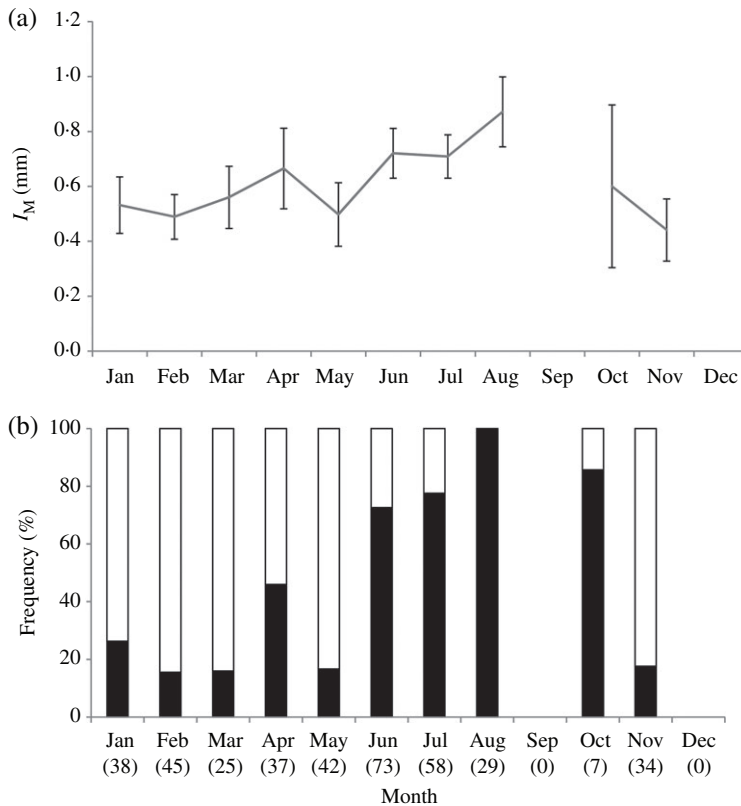 (a)
1·2
1·0
0·8
0·6
0·4
0·2
0·0
I_M (mm)
Jan Feb Mar Apr May Jun Jul Aug Sep Oct Nov Dec
(b)
100
80
60
40
20
0
Frequency (%)
Jan Feb Mar Apr May Jun Jul Aug Sep Oct Nov Dec
(38) (45) (25) (37) (42) (73) (58) (29) (0) (7) (34) (0)
Month